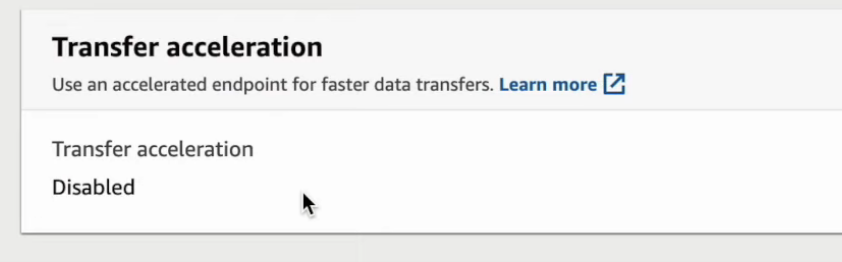 Transfer acceleration
Use an accelerated endpoint for faster data transfers. Learn more
Transfer acceleration
Disabled